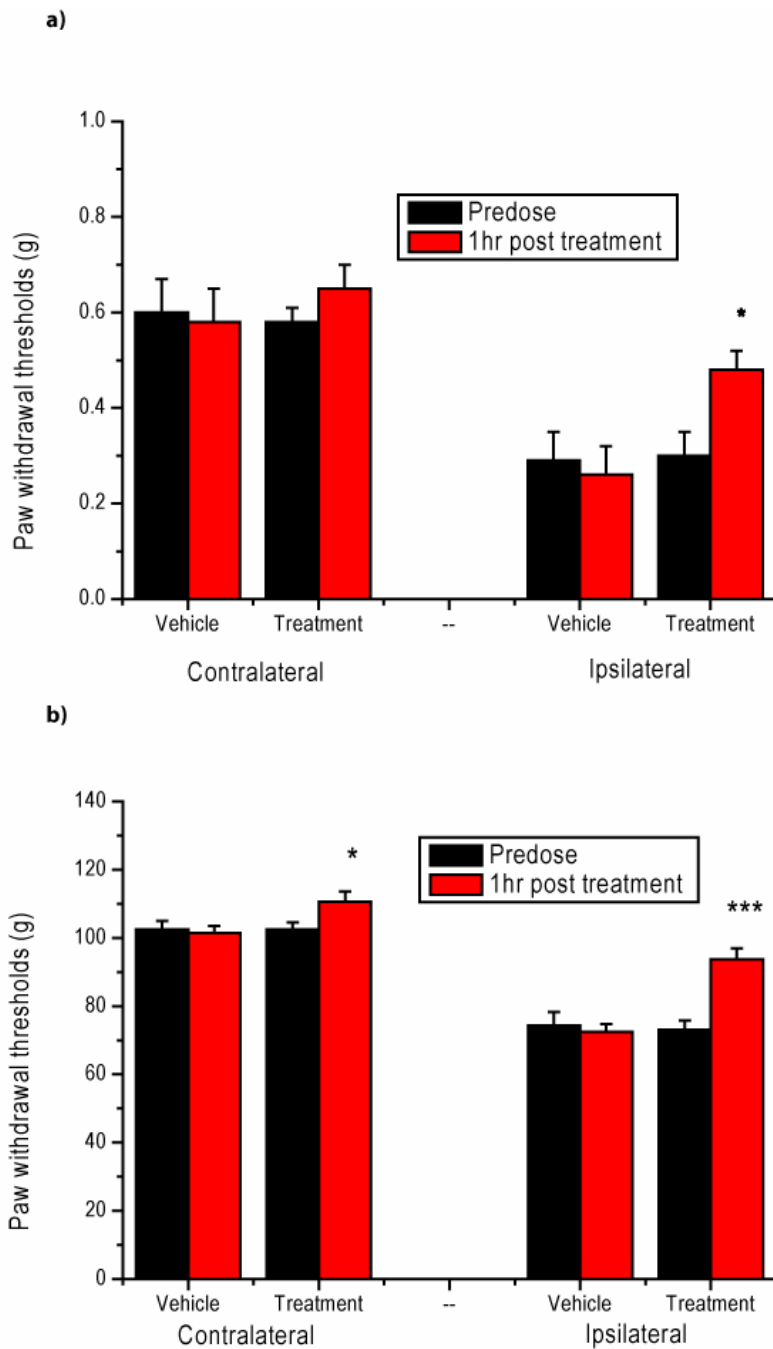 a)
1.0
0.8
0.6
0.4
0.2
0.0
Paw withdrawal thresholds (g)
Predose
1hr post treatment
*
Vehicle Treatment -- Vehicle Treatment
Contralateral Ipsilateral
b)
140
120
100
80
60
40
20
0
Paw withdrawal thresholds (g)
Predose
1hr post treatment
*
***
Vehicle Treatment -- Vehicle Treatment
Contralateral Ipsilateral